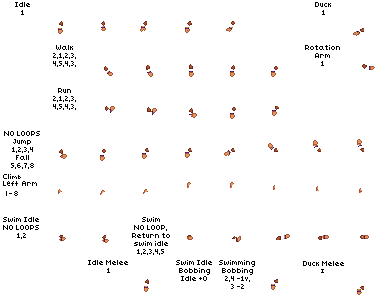 Idle
1
Duck
1
Walk
2,1,2,3,
4,5,4,3,
Rotation
Arm
1
Run
2,1,2,3,
4,5,4,3,
NO LOOPS
Jump
1,2,3,4
Fall
5,6,7,8
Climb
Left Arm
1-8
Swim Idle
NO LOOPS
1,2
Swim
NO LOOP,
Return to
swim idle
1,2,3,4,5
Swim Idle
Bobbing
Idle +0
Swimming
Bobbing
2,4 -1v,
3 -2
Idle Melee
1
Duck Melee
1